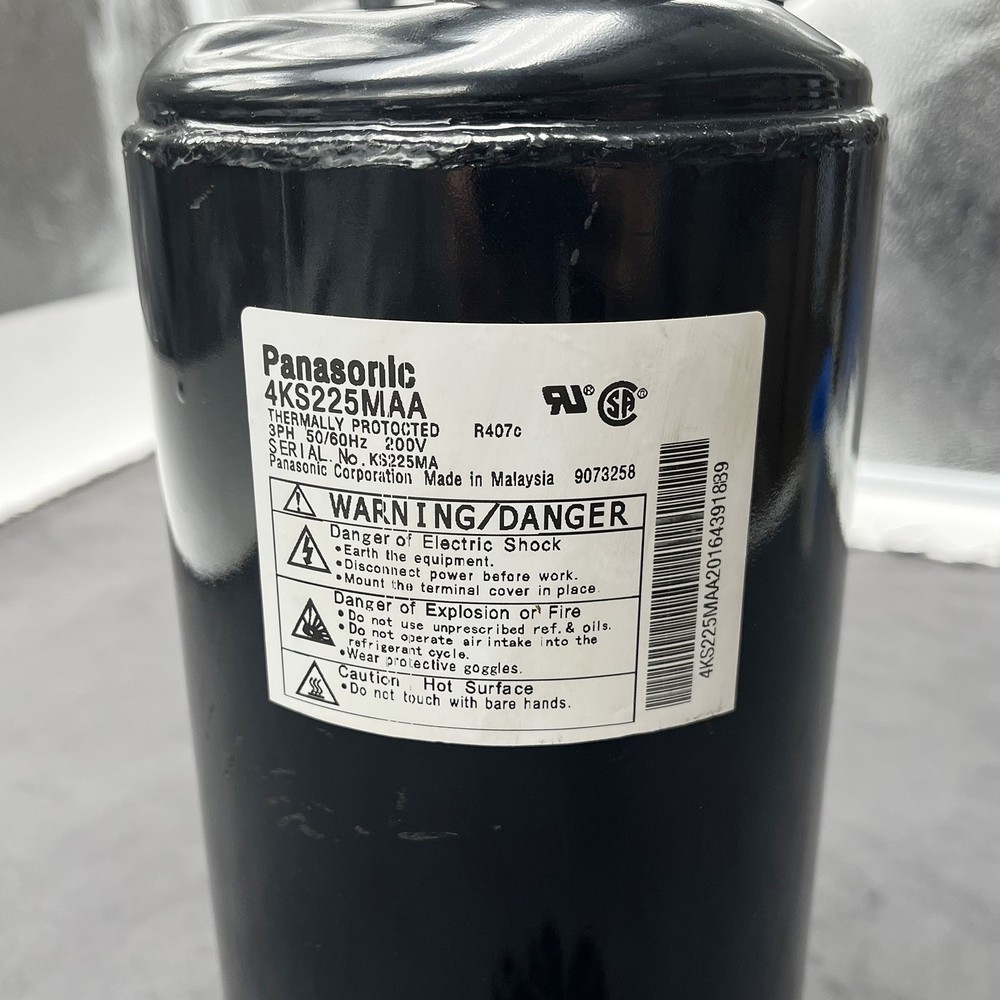 Panasonic
4KS225MAA
THERMALLY PROTOCTED R407c
3PH 50/60Hz 200V
SERIAL. No. KS225MA
Panasonic Corporation Made in Malaysia 9073258
WARNING/DANGER
Danger of Electric Shock
•Earth the equipment.
•Disconnect power before work.
•Mount the terminal cover in place.
Danger of Explosion or Fire
•Do not use unprescribed ref. & oils.
•Do not operate air intake into the
refrigerant cycle.
•Wear protective goggles.
Caution Hot Surface
•Do not touch with bare hands.
4KS225MAA20164391889